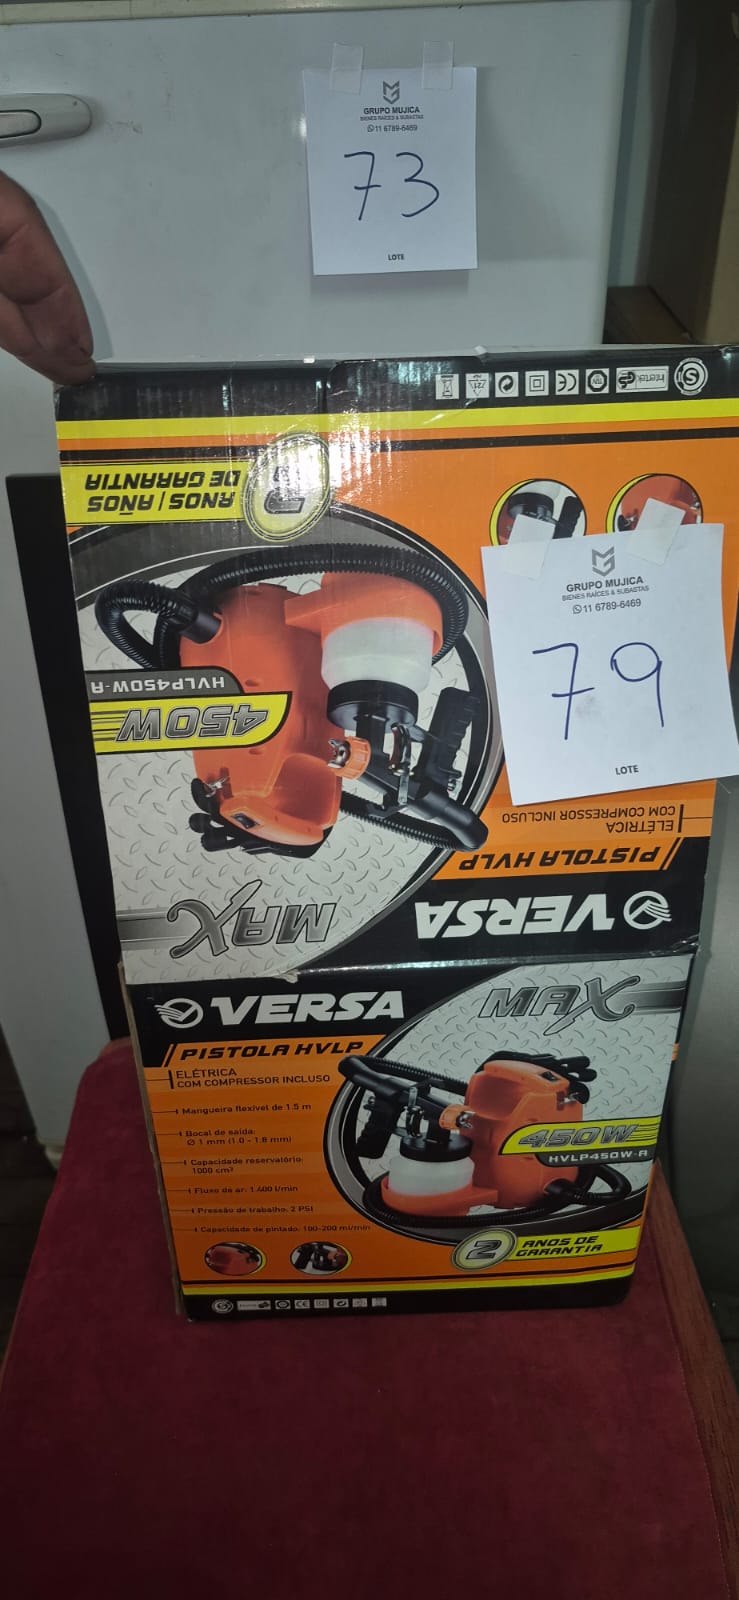 GRUPO MUJICA
BIENES RAÍCES & SUBASTAS
11 6789-6469
73
LOTE
intertek
2
ANOS / AÑOS
DE GARANTIA
GRUPO MUJICA
BIENES RAÍCES & SUBASTAS
11 6789-6469
79
LOTE
HVLP450W-A
450W
PISTOLA HVLP
ELÉTRICA
COM COMPRESSOR INCLUSO
VERSA
MAX
VERSA
MAX
PISTOLA HVLP
ELÉTRICA
COM COMPRESSOR INCLUSO
Mangueira flexível de 1.5 m
Bocal de saída:
Ø 1 mm (1.0 - 1.8 mm)
Capacidade reservatório:
1000 cm³
Fluxo de ar: 1.400 l/min
Pressão de trabalho: 2 PSI
Capacidade de pintado: 100-200 ml/min
450W
HVLP450W-A
2
ANOS DE
GARANTIA